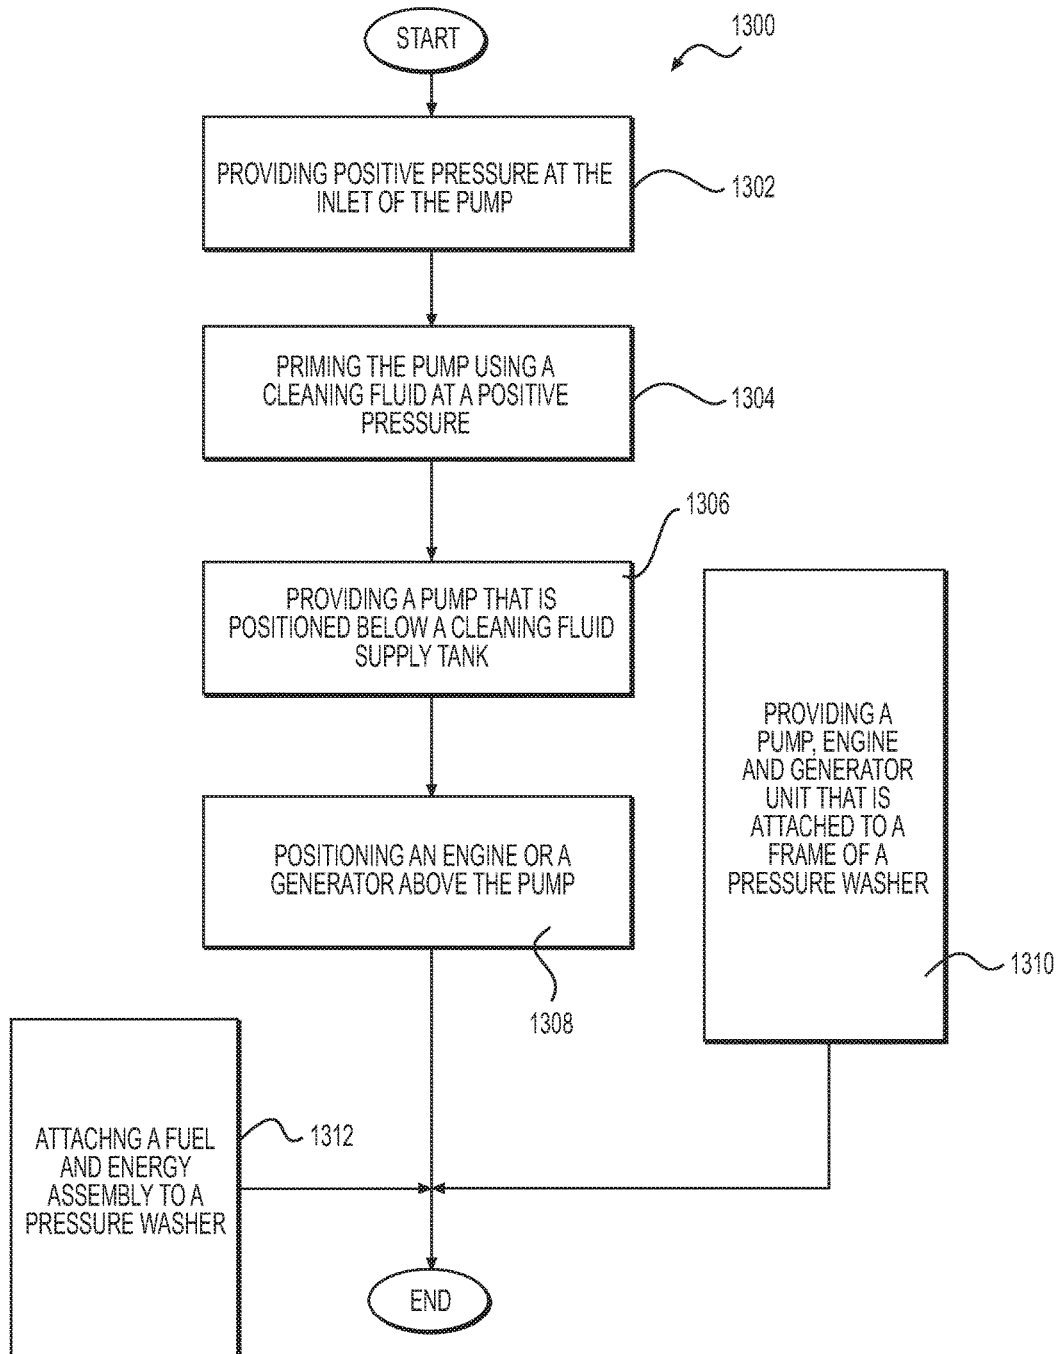 START
1300
PROVIDING POSITIVE PRESSURE AT THE
INLET OF THE PUMP
1302
PRIMING THE PUMP USING A
CLEANING FLUID AT A POSITIVE
PRESSURE
1304
1306
PROVIDING A PUMP THAT IS
POSITIONED BELOW A CLEANING FLUID
SUPPLY TANK
POSITIONING AN ENGINE OR A
GENERATOR ABOVE THE PUMP
1308
PROVIDING A
PUMP, ENGINE
AND GENERATOR
UNIT THAT IS
ATTACHED TO A
FRAME OF A
PRESSURE WASHER
1310
ATTACHNG A FUEL
AND ENERGY
ASSEMBLY TO A
PRESSURE WASHER
1312
END